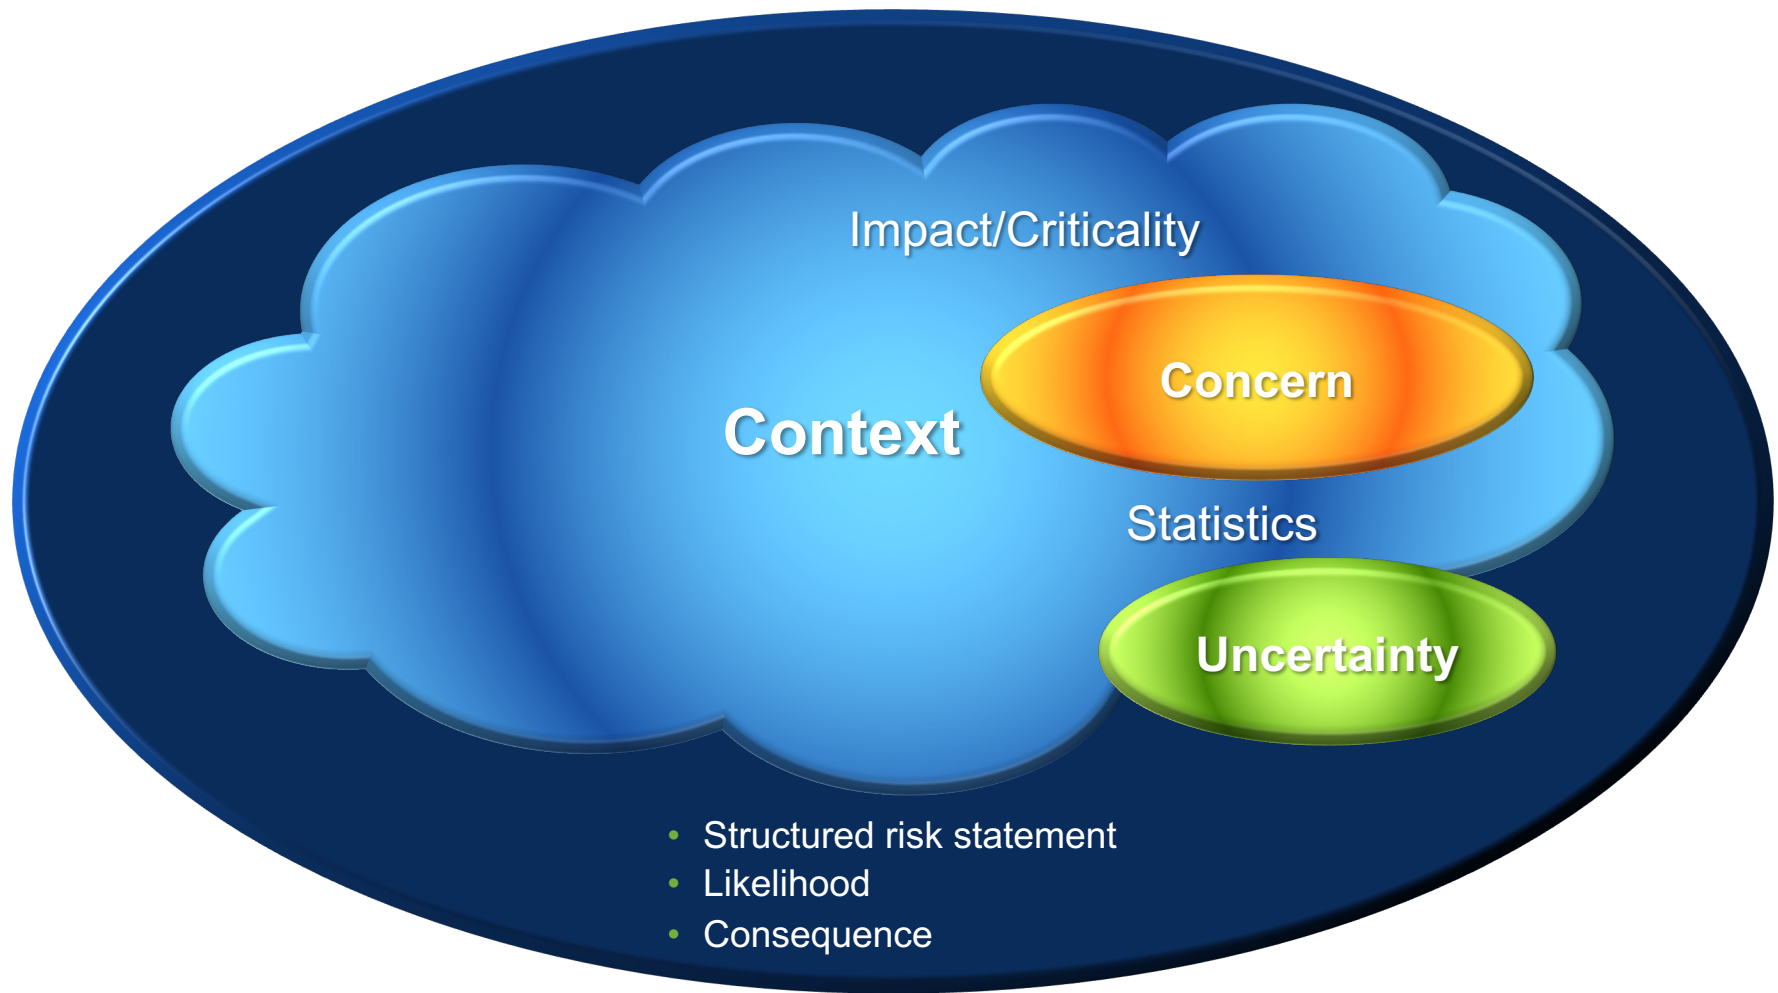 Impact/Criticality
Concern
Context
Statistics
Uncertainty
• Structured risk statement
• Likelihood
• Consequence